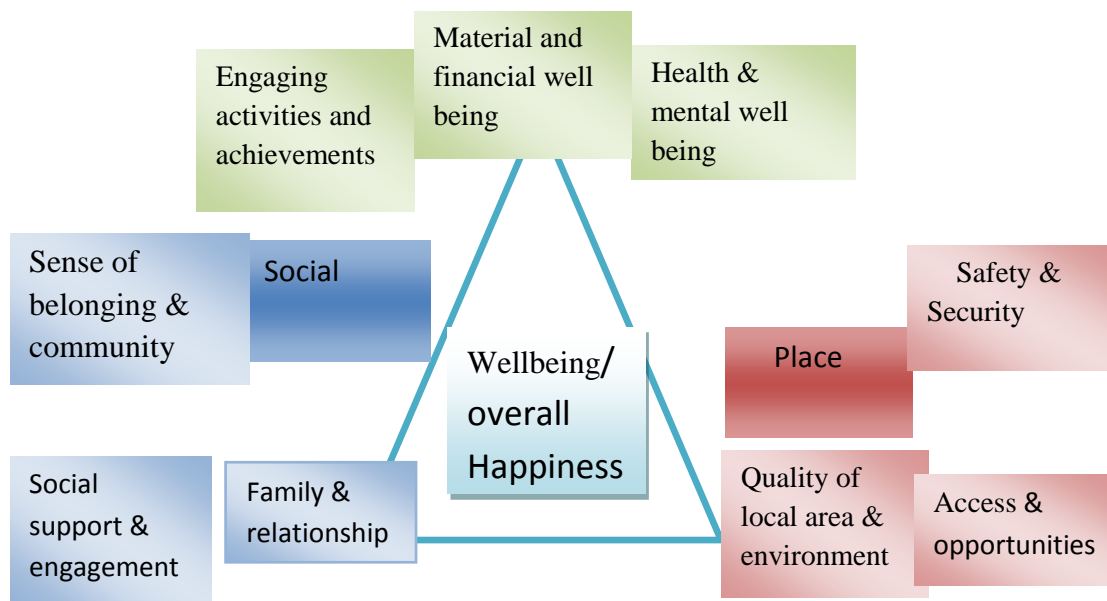 Engaging
activities and
achievements
Material and
financial well
being
Health &
mental well
being
Sense of
belonging &
community
Social
Wellbeing/
overall
Happiness
Place
Safety &
Security
Social
support &
engagement
Family &
relationship
Quality of
local area &
environment
Access &
opportunities